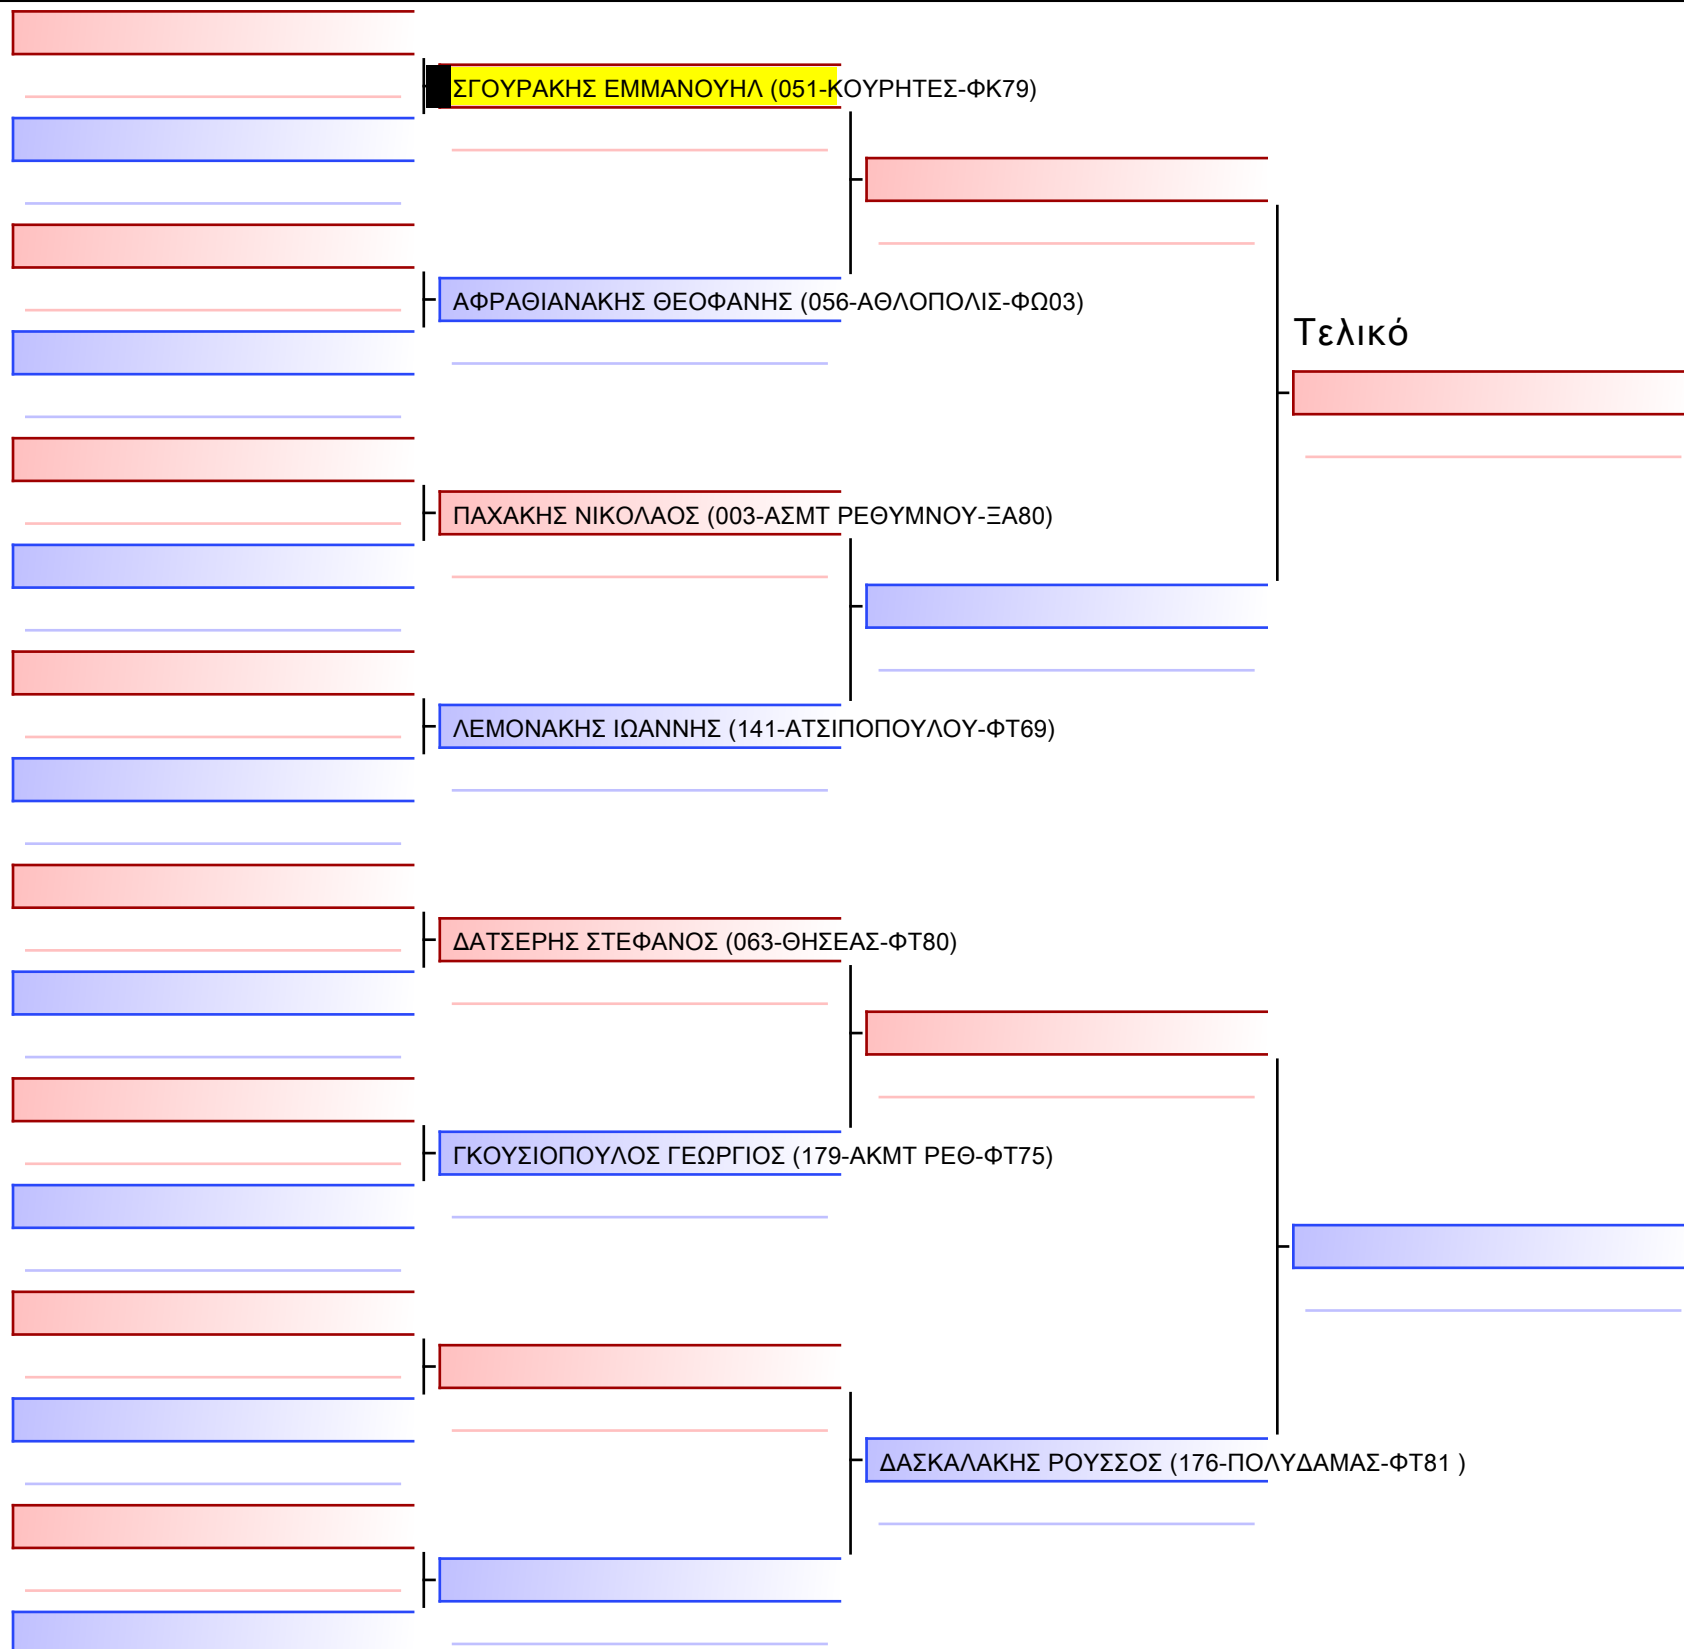 ΣΓΟΥΡΑΚΗΣ ΕΜΜΑΝΟΥΗΛ (051-ΚΟΥΡΗΤΕΣ-ΦΚ79)
ΑΦΡΑΘΙΑΝΑΚΗΣ ΘΕΟΦΑΝΗΣ (056-ΑΘΛΟΠΟΛΙΣ-ΦΩ03)
Τελικό
ΠΑΧΑΚΗΣ ΝΙΚΟΛΑΟΣ (003-ΑΣΜΤ ΡΕΘΥΜΝΟΥ-ΞΑ80)
ΛΕΜΟΝΑΚΗΣ ΙΩΑΝΝΗΣ (141-ΑΤΣΙΠΟΠΟΥΛΟΥ-ΦΤ69)
ΔΑΤΣΕΡΗΣ ΣΤΕΦΑΝΟΣ (063-ΘΗΣΕΑΣ-ΦΤ80)
ΓΚΟΥΣΙΟΠΟΥΛΟΣ ΓΕΩΡΓΙΟΣ (179-ΑΚΜΤ ΡΕΘ-ΦΤ75)
ΔΑΣΚΑΛΑΚΗΣ ΡΟΥΣΣΟΣ (176-ΠΟΛΥΔΑΜΑΣ-ΦΤ81 )